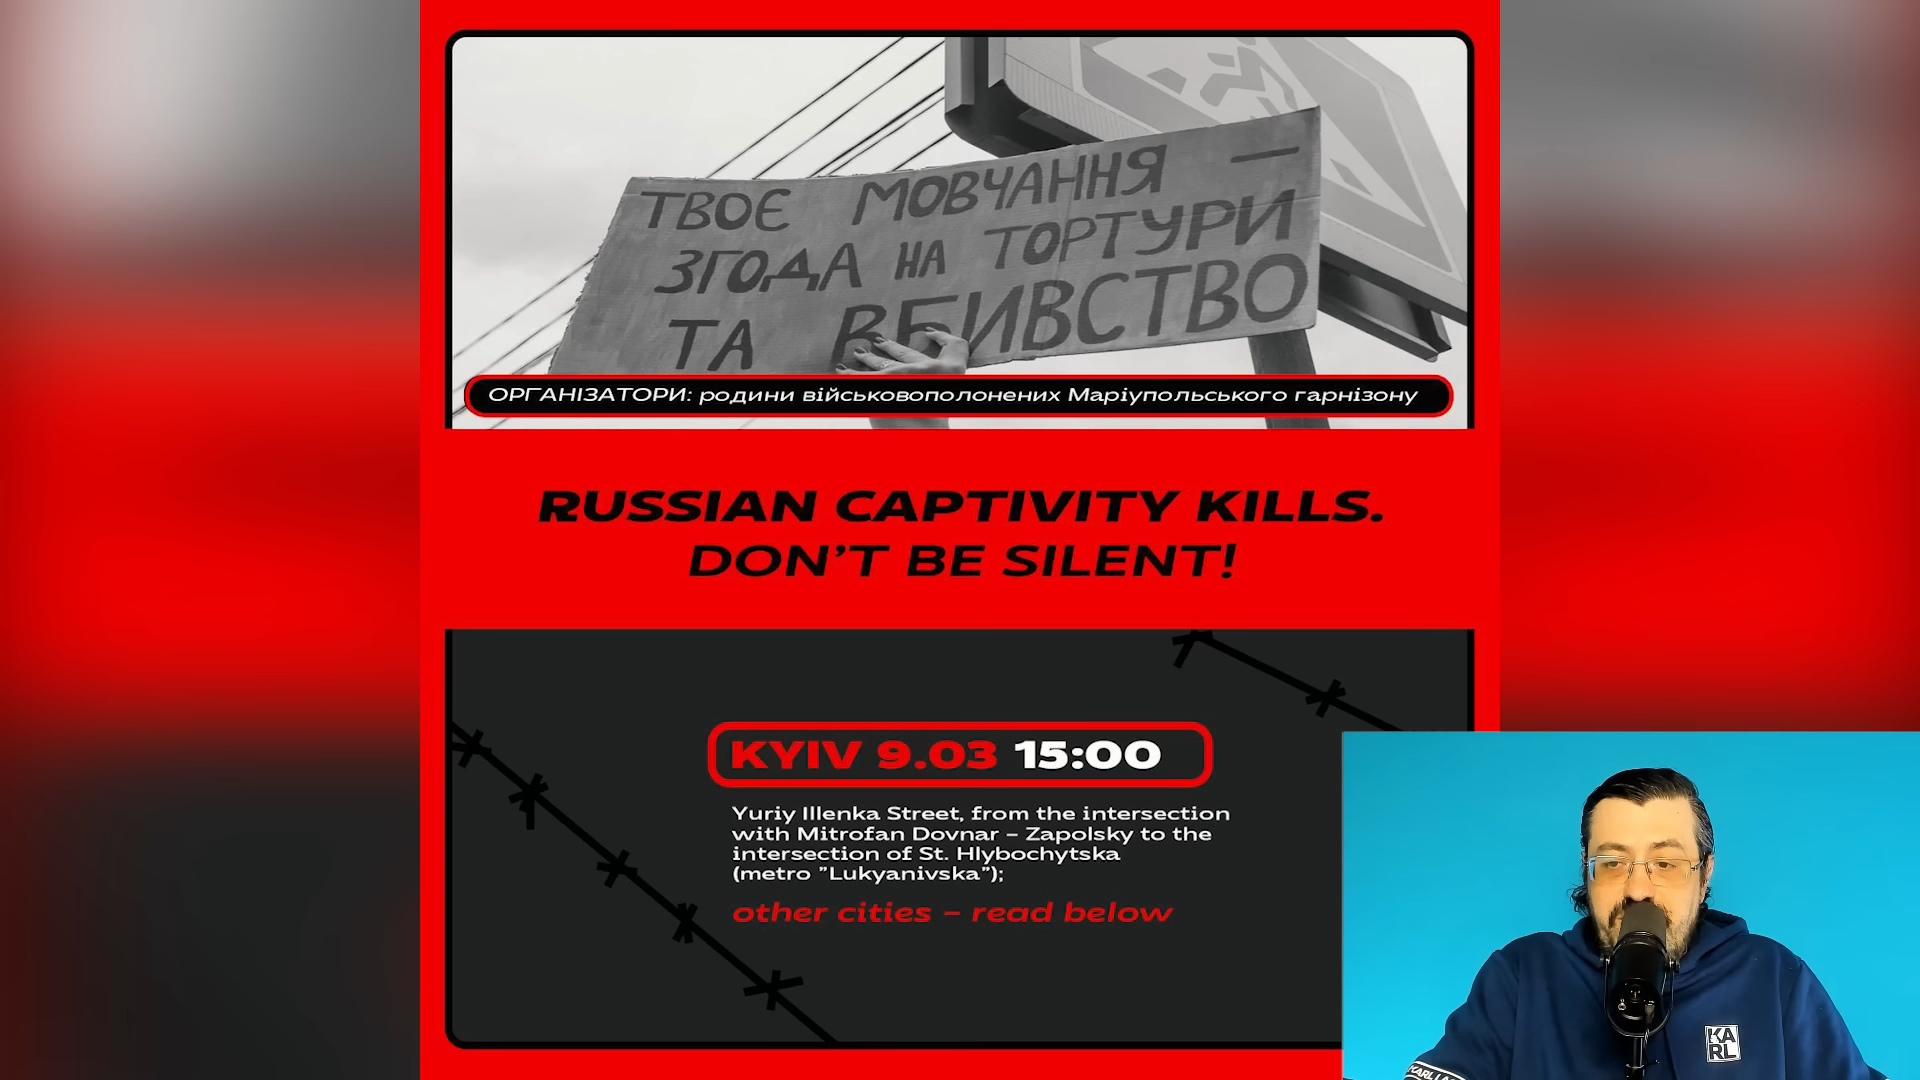 ТВОЄ МОВЧАННЯ —
ЗГОДА НА ТОРТУРИ
ТА ВБИВСТВО
ОРГАНІЗАТОРИ: родини військовополонених Маріупольського гарнізону
RUSSIAN CAPTIVITY KILLS.
DON’T BE SILENT!
KYIV 9.03 15:00
Yuriy Illenka Street, from the intersection
with Mitrofan Dovnar – Zapolsky to the
intersection of St. Hlybochytska
(metro ”Lukyanivska”);
other cities – read below
KA
RL